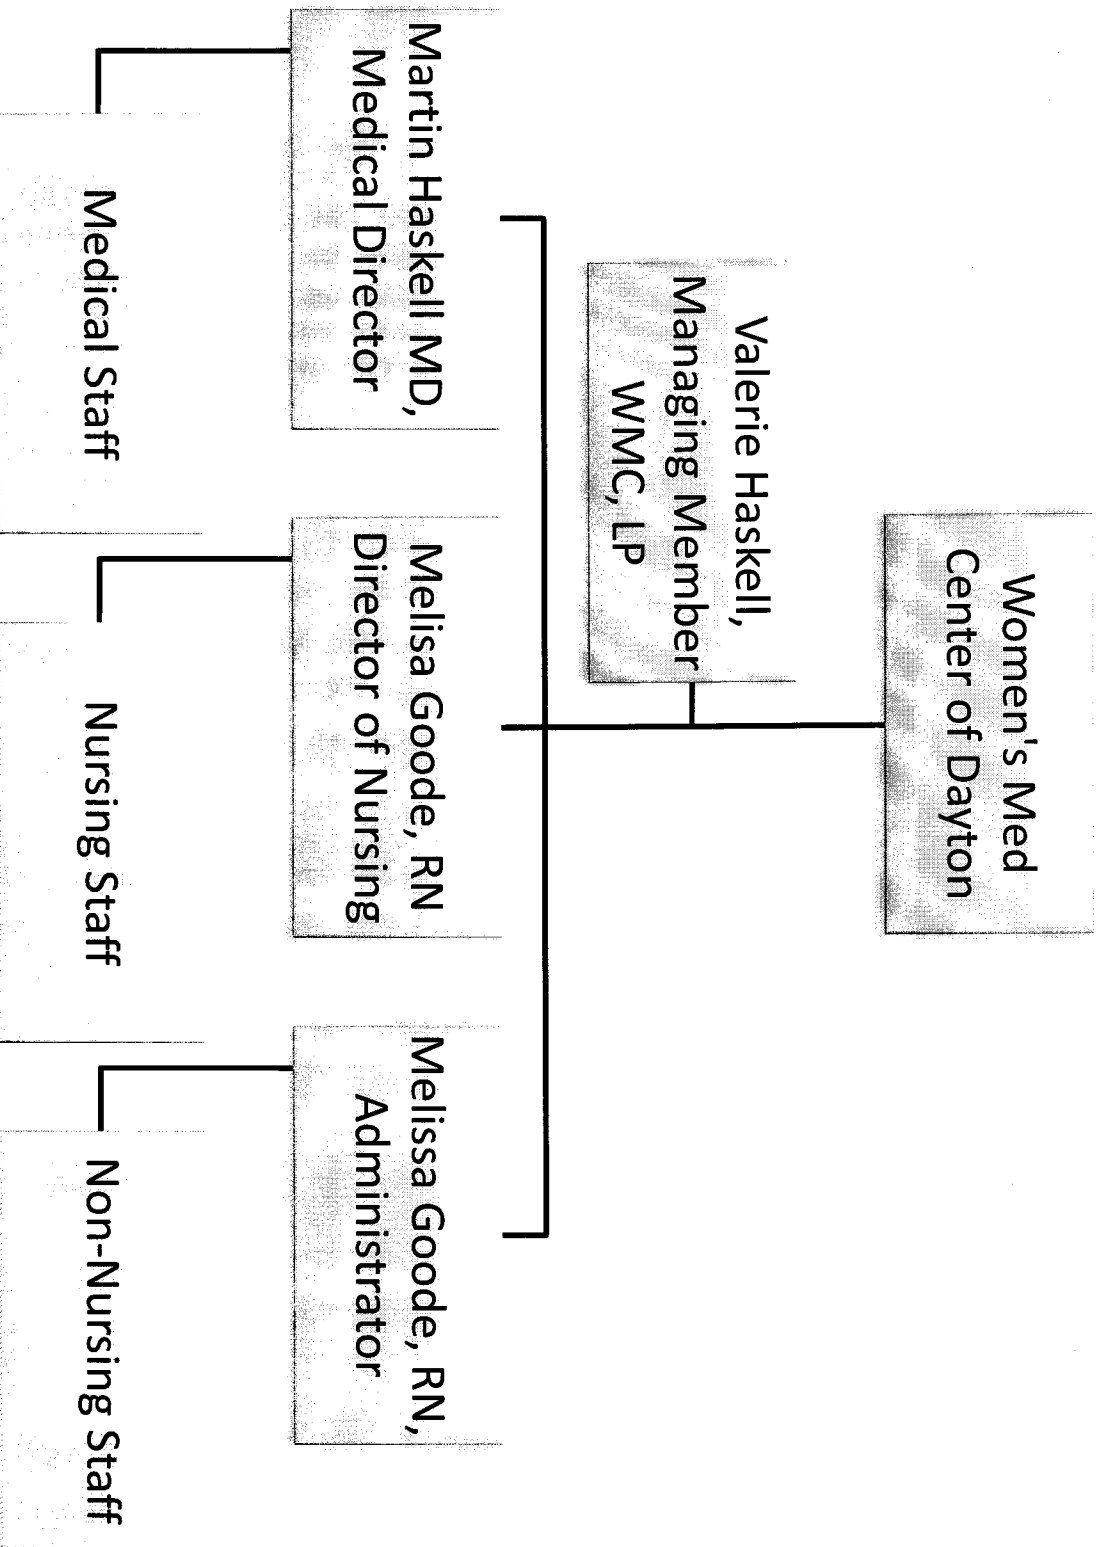 Women's Med
Center of Dayton
Valerie Haskell,
Managing Member
WMC, LP
Martin Haskell MD,
Medical Director
Melisa Goode, RN
Director of Nursing
Melissa Goode, RN,
Administrator
Medical Staff
Nursing Staff
Non-Nursing Staff